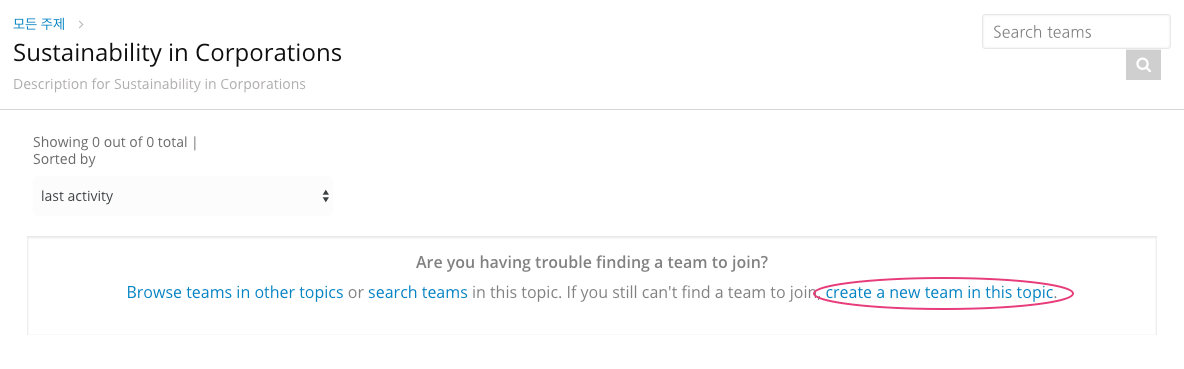 모든 주제
Sustainability in Corporations
Description for Sustainability in Corporations
Search teams
Showing 0 out of 0 total |
Sorted by
last activity
Are you having trouble finding a team to join?
Browse teams in other topics or search teams in this topic. If you still can't find a team to join, create a new team in this topic.